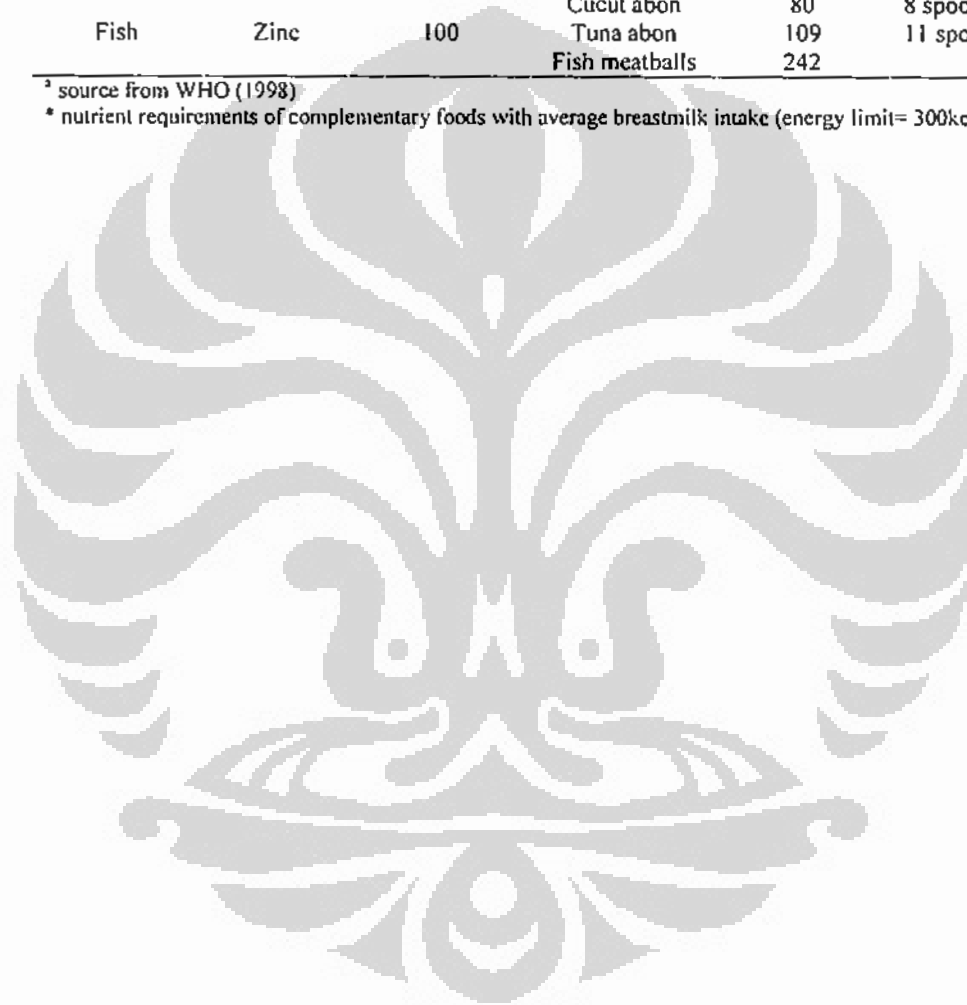 Cucut abon 80 8 spoo
Fish Zinc 100 Tuna abon 109 11 spo
Fish meatballs 242
ᵃ source from WHO (1998)
* nutrient requirements of complementary foods with average breastmilk intake (energy limit= 300kc